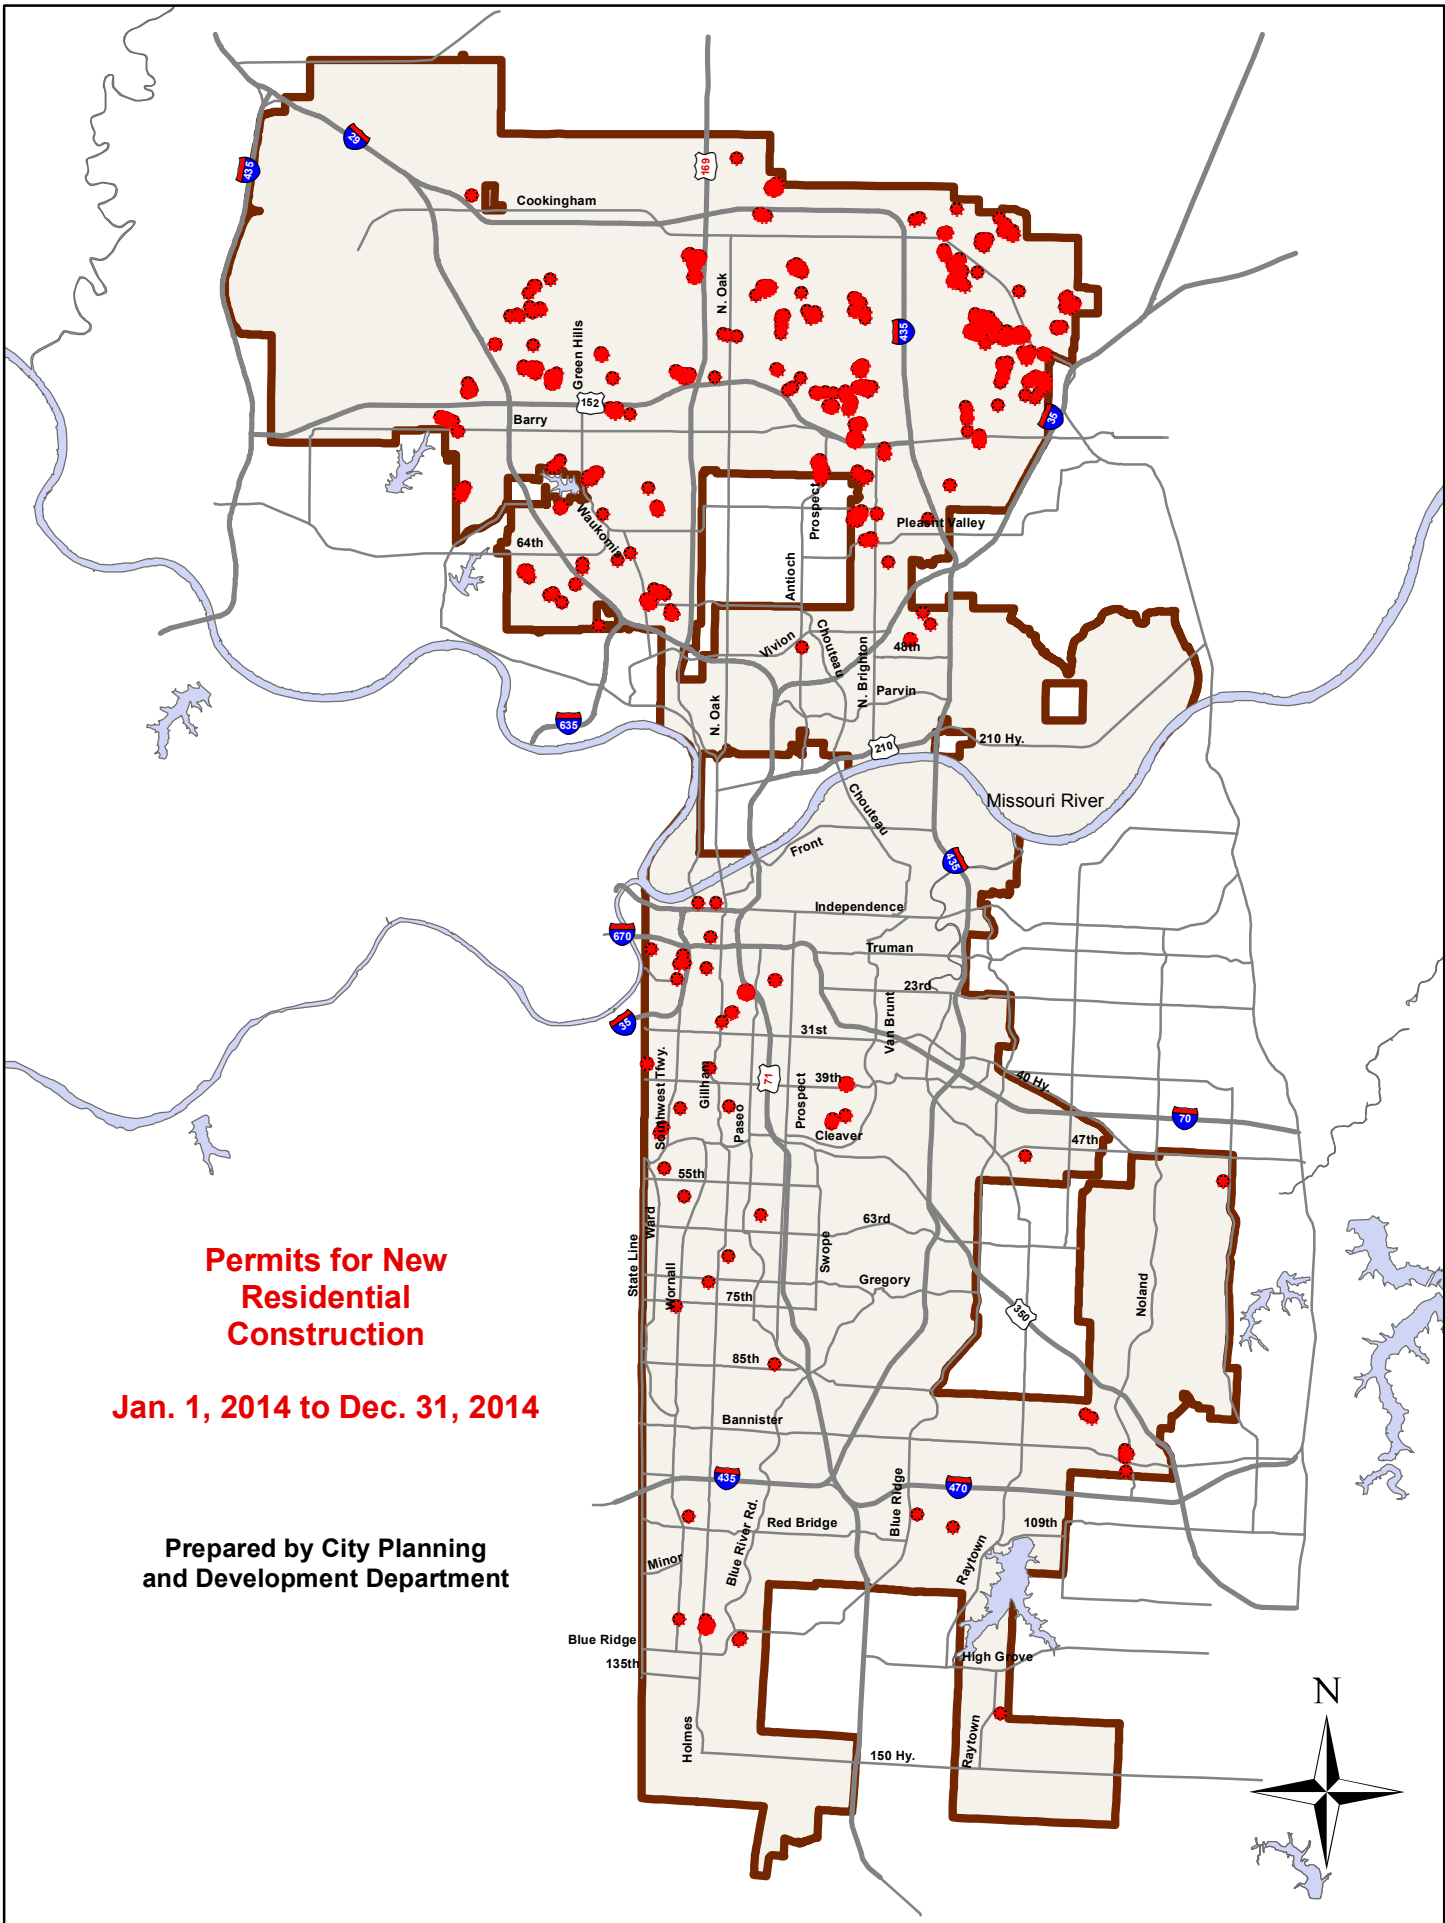 29
435
169
Cookingham
N. Oak
435
Green Hills
152
Barry
35
Prospect
Waukomis
Pleasnt Valley
64th
Antioch
Chouteau
Vivion
48th
N. Brighton
Parvin
N. Oak
635
210 Hy.
210
Missouri River
Chouteau
Front
435
Independence
670
Truman
23rd
35
Van Brunt
31st
Southwest Tfwy.
Gillham
71
39th
40 Hy.
Prospect
Paseo
70
Cleaver
47th
55th
Ward
63rd
Swope
State Line
Permits for New
Residential
Construction
Wornall
Gregory
75th
Noland
350
85th
Jan. 1, 2014 to Dec. 31, 2014
Bannister
435
470
Blue Ridge
Red Bridge
109th
Blue River Rd.
Prepared by City Planning
and Development Department
Minor
Raytown
Blue Ridge
135th
High Grove
N
Holmes
Raytown
150 Hy.